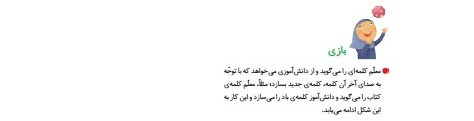 بازی
معلّم کلمه‌ای را می‌گوید و از دانش‌آموزی می‌خواهد که با توجّه
به صدای آخر آن کلمه، کلمه‌ی جدید بسازد؛ مثلاً، معلّم کلمه‌ی
کتاب را می‌گوید و دانش‌آموز کلمه‌ی باد را می‌سازد و این کار به
این شکل ادامه می‌یابد.